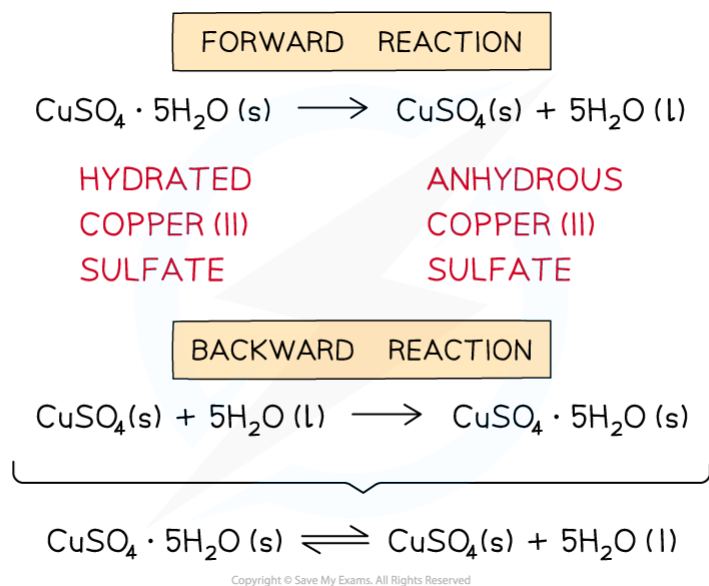 FORWARD REACTION
CuSO₄ · 5H₂O (s) ⟶ CuSO₄(s) + 5H₂O (l)
HYDRATED ANHYDROUS
COPPER (II) COPPER (II)
SULFATE SULFATE
BACKWARD REACTION
CuSO₄(s) + 5H₂O (l) ⟶ CuSO₄ · 5H₂O (s)
CuSO₄ · 5H₂O (s) ⇌ CuSO₄(s) + 5H₂O (l)
Copyright © Save My Exams. All Rights Reserved